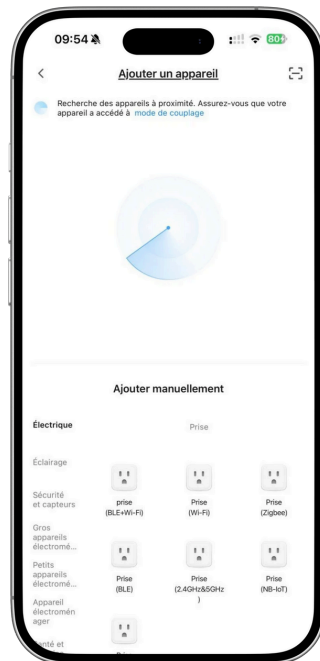 09:54
80
Ajouter un appareil
Recherche des appareils à proximité. Assurez-vous que votre
appareil a accédé à mode de couplage
Ajouter manuellement
Électrique
Prise
Éclairage
Sécurité
et capteurs
prise
(BLE+Wi-Fi)
Prise
(Wi-Fi)
Prise
(Zigbee)
Gros
appareils
électromé...
Petits
appareils
électromé...
Prise
(BLE)
Prise
(2.4GHz&5GHz
)
Prise
(NB-IoT)
Appareil
électromén
ager